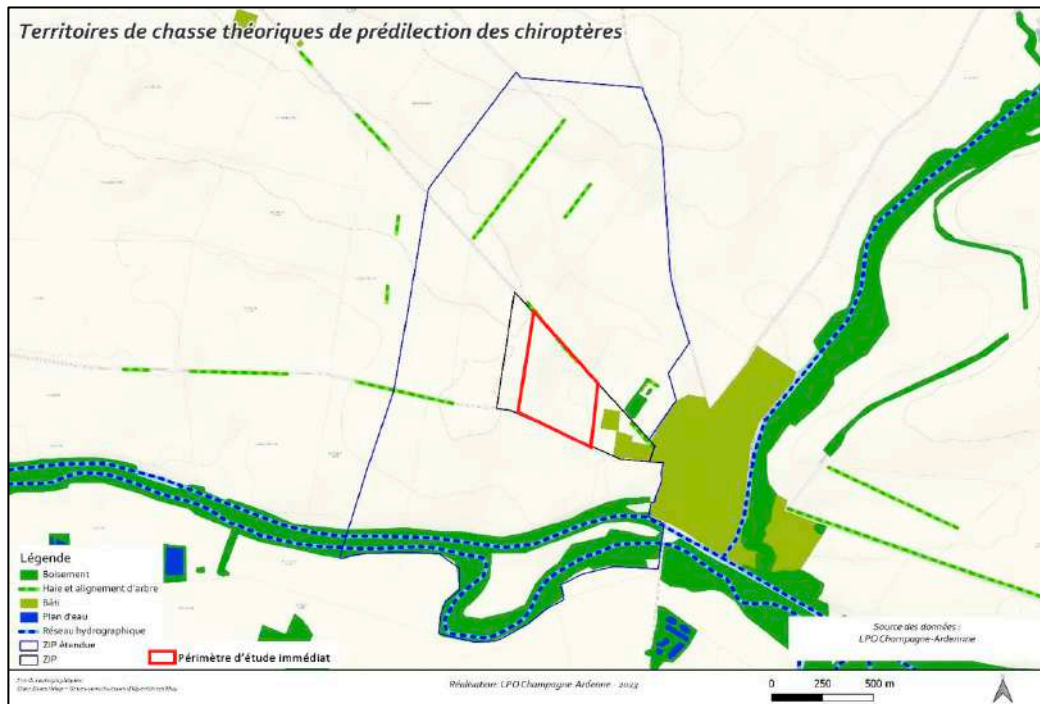 Territoires de chasse théoriques de prédilection des chiroptères
Légende
Boisement
Haie et alignement d'arbre
Bâti
Plan d'eau
Réseau hydrographique
ZIP étendue
ZIP
Périmètre d'étude immédiat
Source des données :
LPO Champagne-Ardenne
Réalisation: LPO Champagne Ardenne - 2023
0 250 500 m